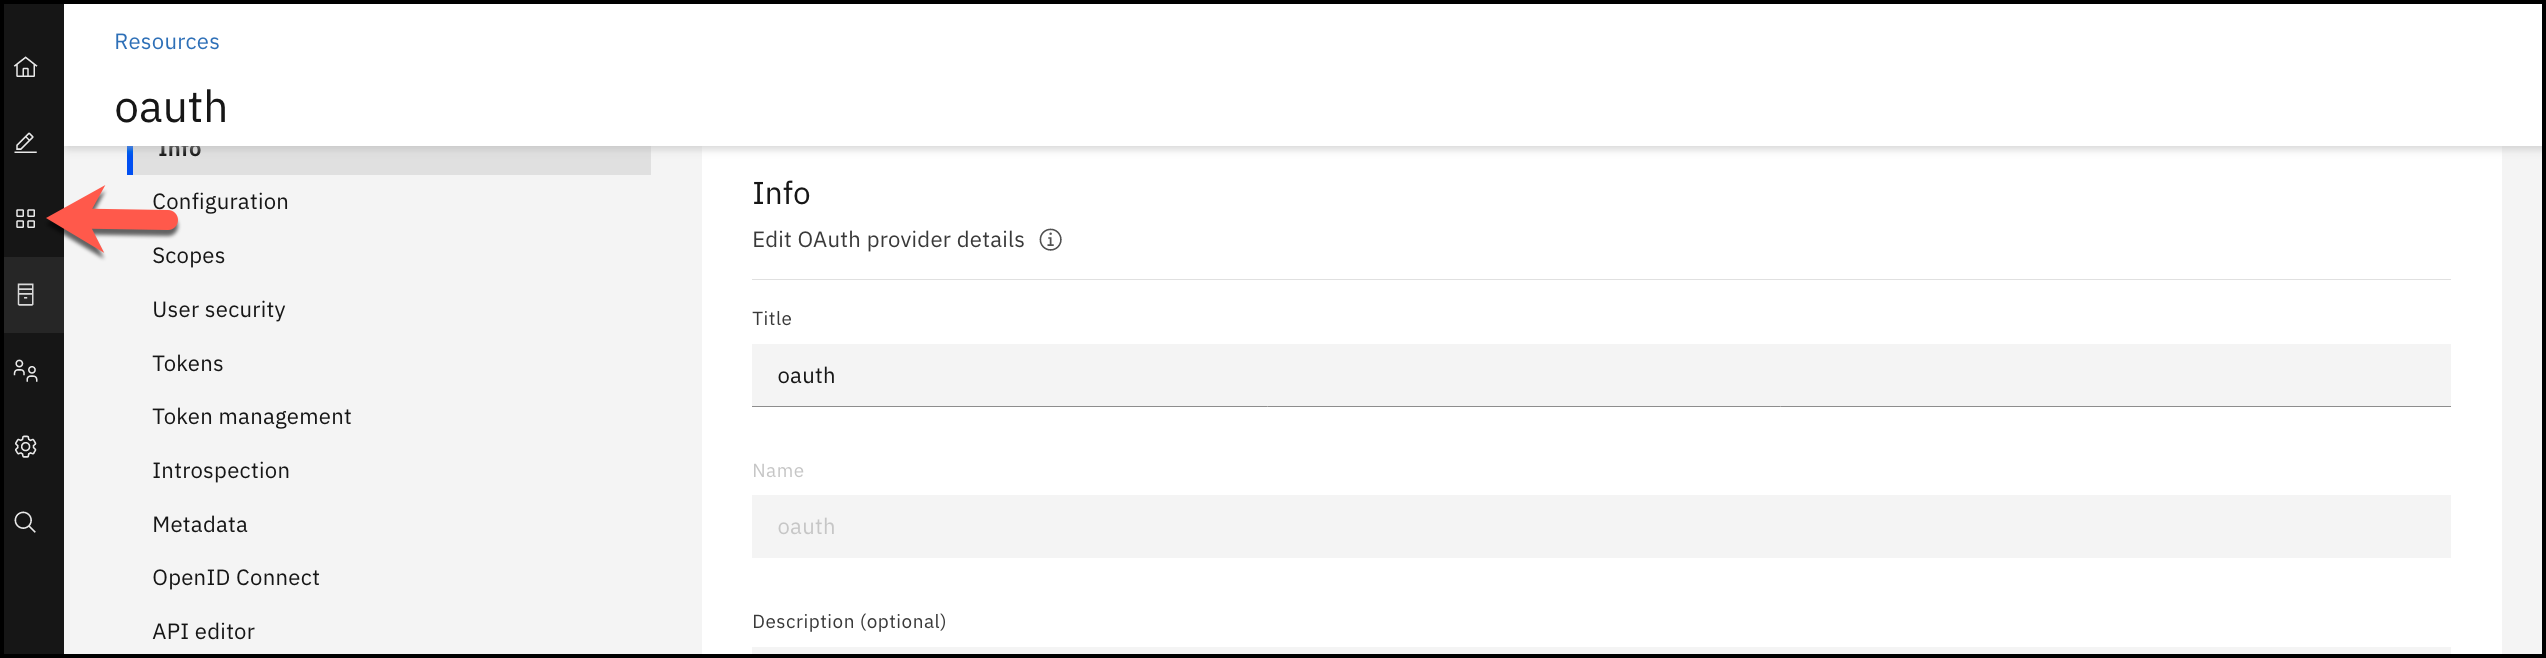 Resources
oauth
Info
Configuration
Scopes
User security
Tokens
Token management
Introspection
Metadata
OpenID Connect
API editor
Info
Edit OAuth provider details
Title
oauth
Name
oauth
Description (optional)